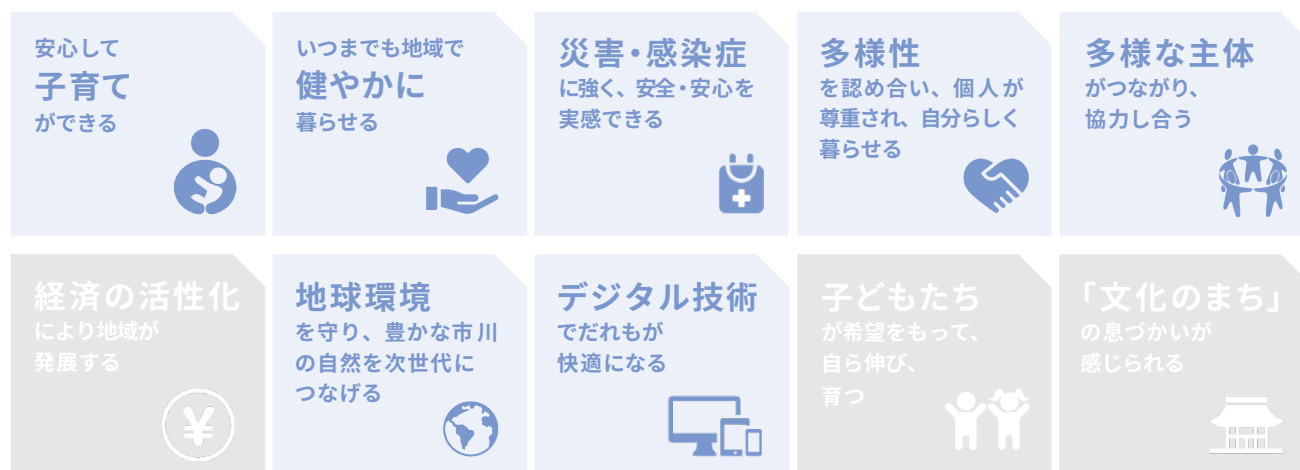 安心して
子育て
ができる
いつまでも地域で
健やかに
暮らせる
災害・感染症
に強く、安全・安心を
実感できる
多様性
を認め合い、個人が
尊重され、自分らしく
暮らせる
多様な主体
がつながり、
協力し合う
経済の活性化
により地域が
発展する
地球環境
を守り、豊かな市川
の自然を次世代に
つなげる
デジタル技術
でだれもが
快適になる
子どもたち
が希望をもって、
自ら伸び、
育つ
「文化のまち」
の息づかいが
感じられる